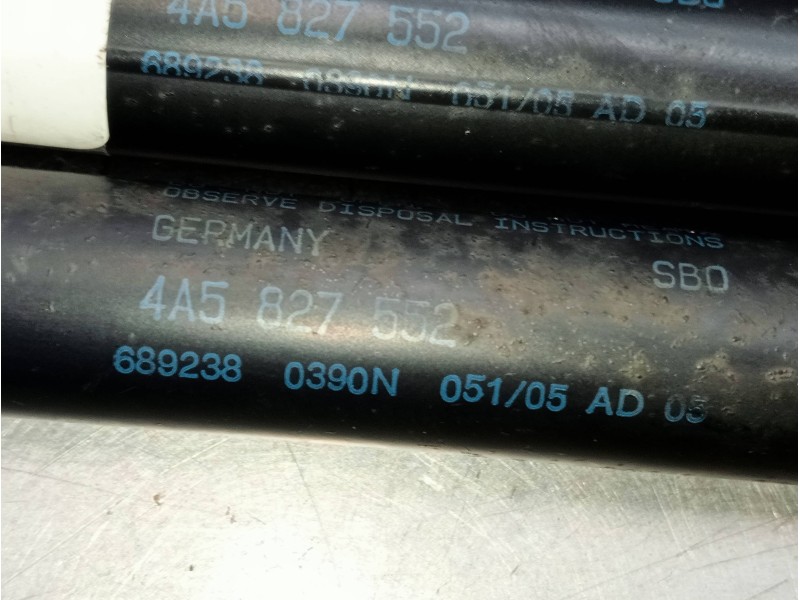 4A5 827 552
689238 0390N 051/05 AD 05
OBSERVE DISPOSAL INSTRUCTIONS
GERMANY
SBO
4A5 827 552
689238 0390N 051/05 AD 05